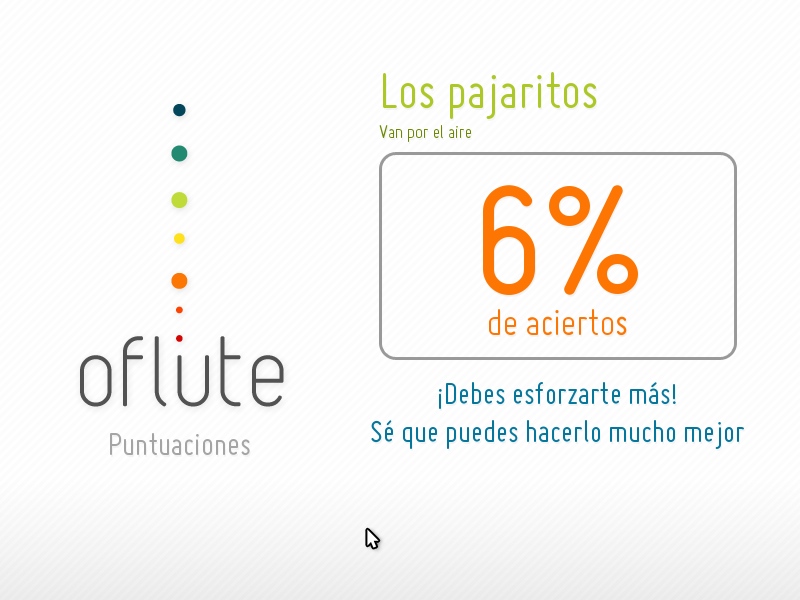 Los pajaritos
Van por el aire
6%
de aciertos
¡Debes esforzarte más!
Sé que puedes hacerlo mucho mejor
oflute
Puntuaciones